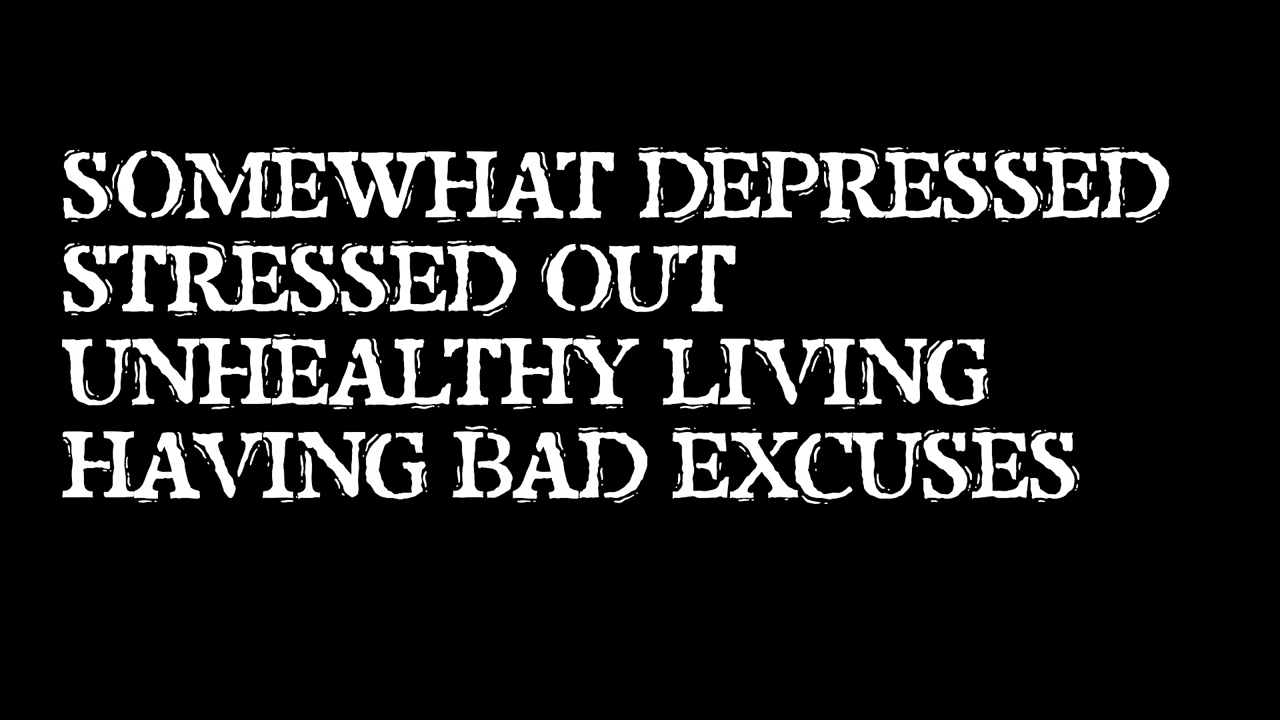 SOMEWHAT DEPRESSED
STRESSED OUT
UNHEALTHY LIVING
HAVING BAD EXCUSES